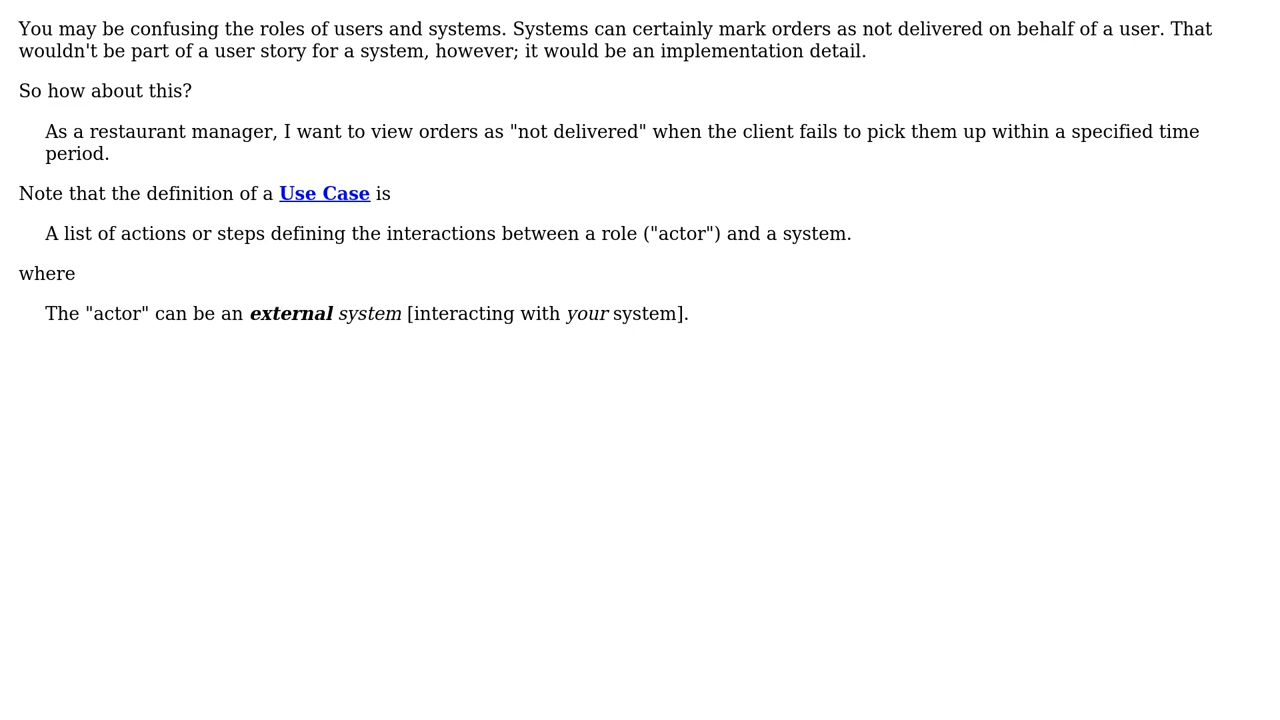 You may be confusing the roles of users and systems. Systems can certainly mark orders as not delivered on behalf of a user. That
wouldn't be part of a user story for a system, however; it would be an implementation detail.
So how about this?
As a restaurant manager, I want to view orders as "not delivered" when the client fails to pick them up within a specified time
period.
Note that the definition of a Use Case is
A list of actions or steps defining the interactions between a role ("actor") and a system.
where
The "actor" can be an external system [interacting with your system].